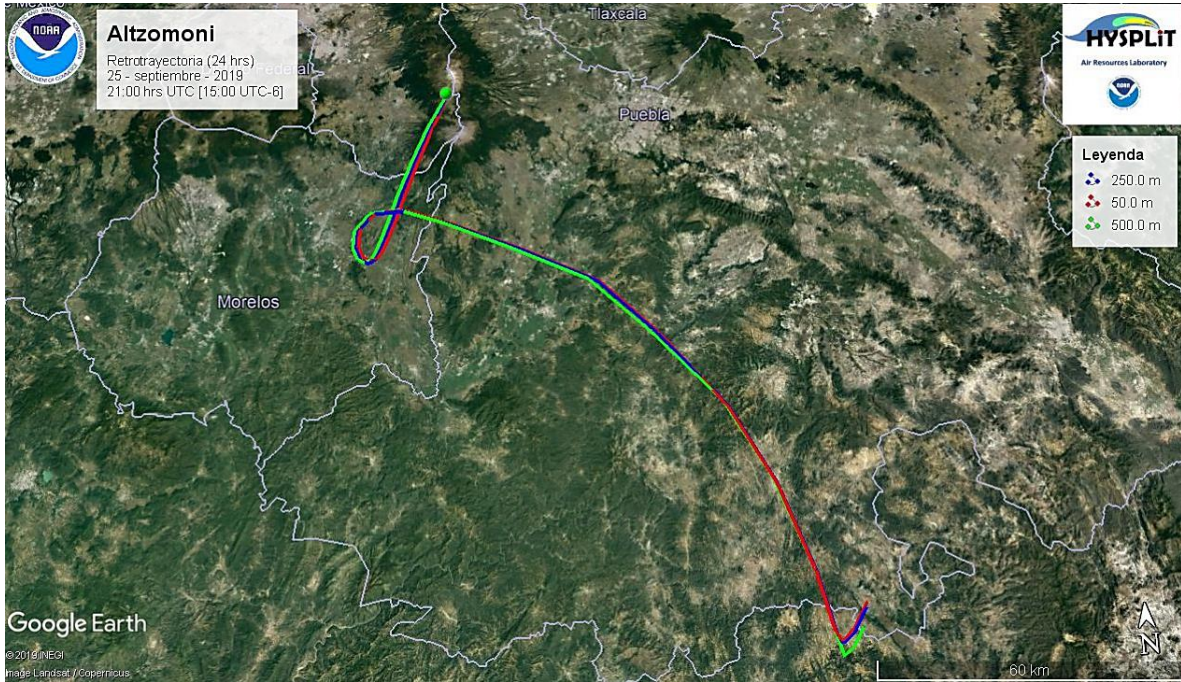 Altzomoni
Retrotrayectoria (24 hrs)
25 - septiembre - 2019
21:00 hrs UTC [15:00 UTC-6]
NOAA
Federal
Tlaxcala
Puebla
Morelos
HYSPLiT
Air Resources Laboratory
Leyenda
250.0 m
50.0 m
500.0 m
Google Earth
©2019 INEGI
Image Landsat / Copernicus
60 km
N